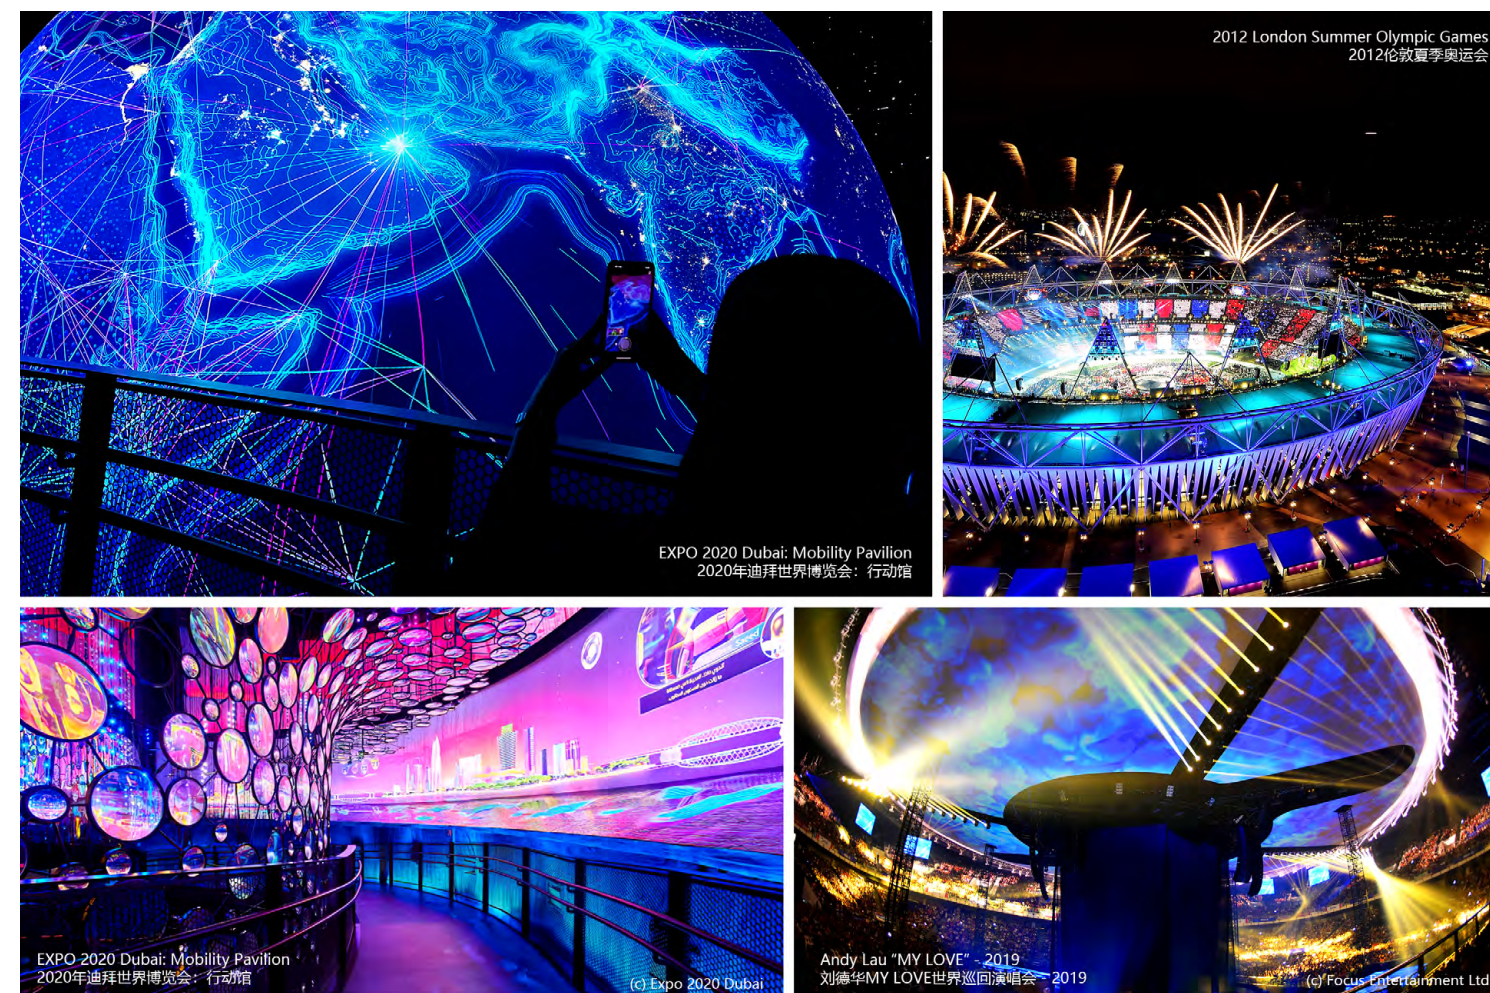 2012 London Summer Olympic Games
2012伦敦夏季奥运会
EXPO 2020 Dubai: Mobility Pavilion
2020年迪拜世界博览会：行动馆
Speed
EXPO 2020 Dubai: Mobility Pavilion
2020年迪拜世界博览会：行动馆
(c) Expo 2020 Dubai
Andy Lau “MY LOVE” - 2019
刘德华MY LOVE世界巡回演唱会 - 2019
(c) Focus Entertainment Ltd